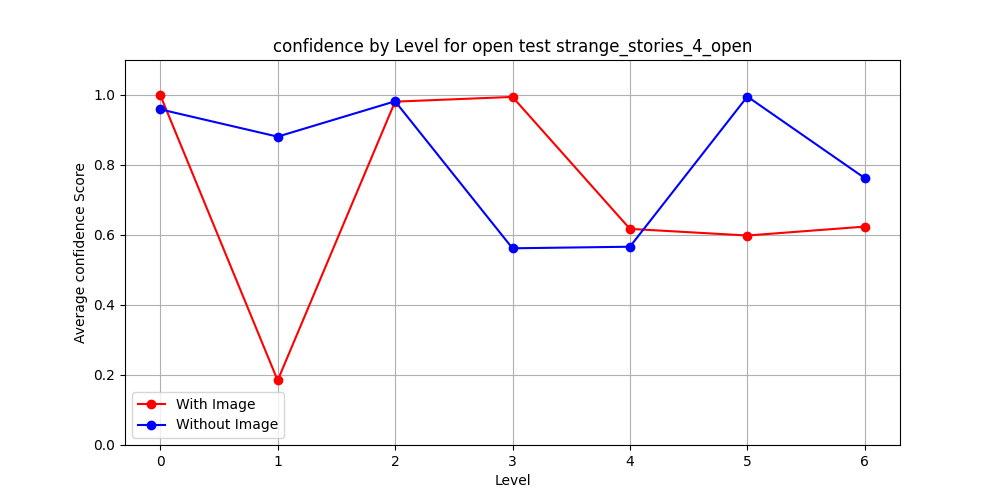 confidence by Level for open test strange_stories_4_open
Average confidence Score
1.0
0.8
0.6
0.4
0.2
0.0
With Image
Without Image
0 1 2 3 4 5 6
Level